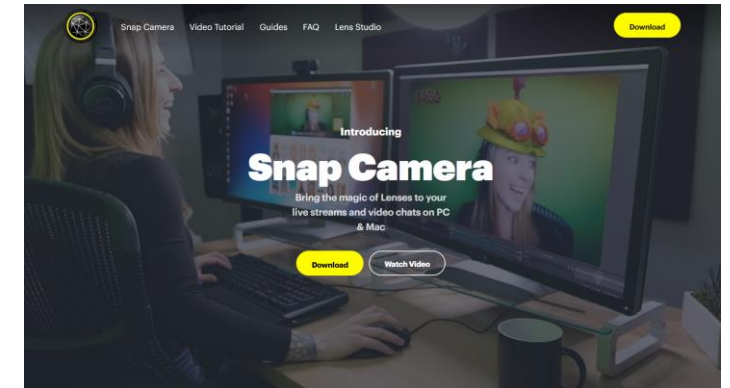 Snap Camera
Video Tutorial
Guides
FAQ
Lens Studio
Download
Introducing
Snap Camera
Bring the magic of Lenses to your
live streams and video chats on PC
& Mac
Download
Watch Video